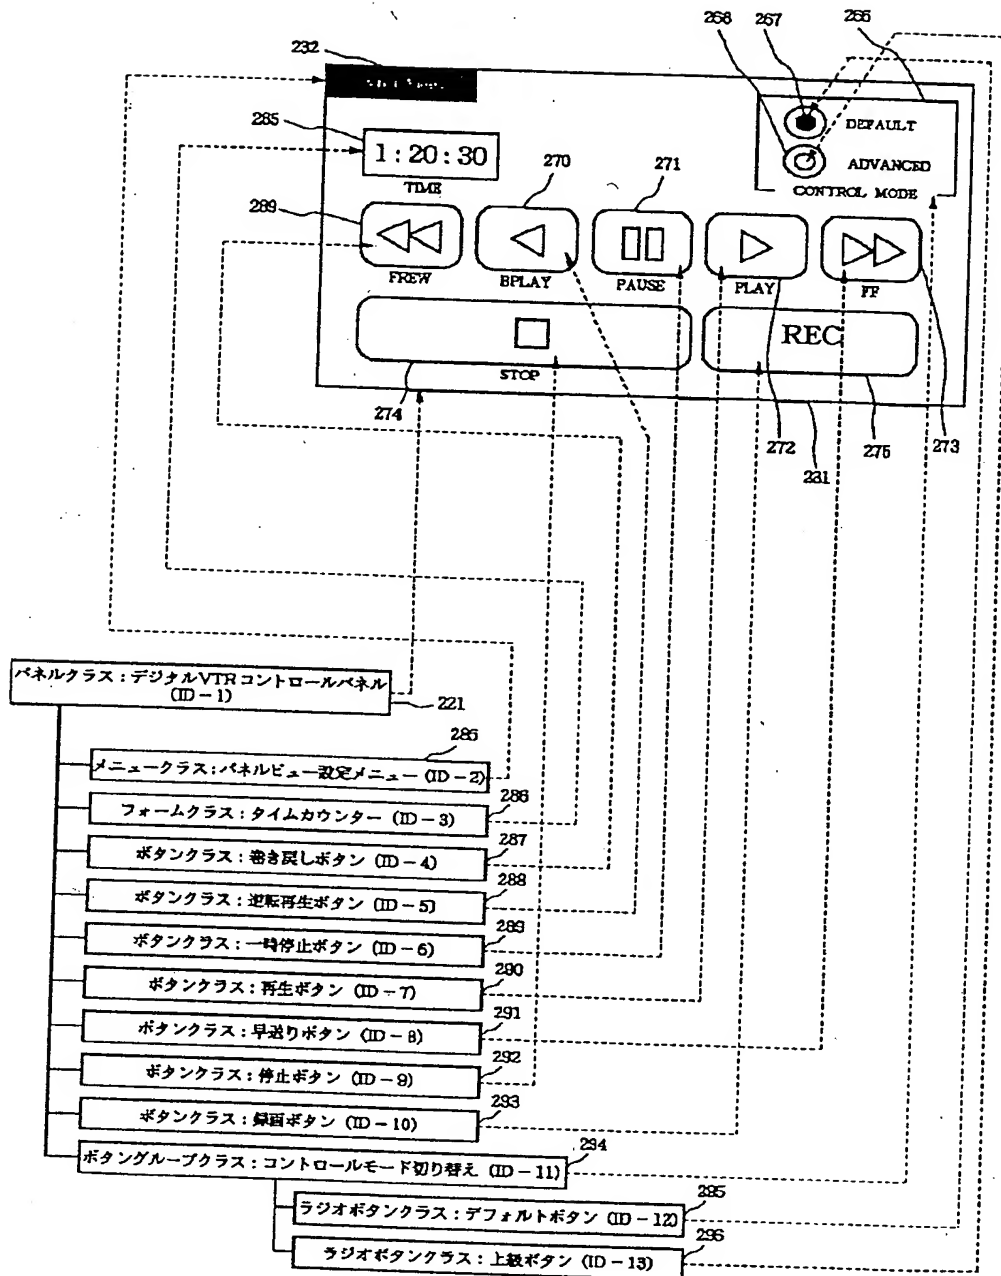 268
267
266
232
285
1:20:30
TIME
DEFAULT
ADVANCED
CONTROL MODE
270
271
289
FREW
BPLAY
PAUSE
PLAY
FF
STOP
REC
274
272
275
273
231
パネルクラス：デジタルVTRコントロールパネル
(ID-1)
221
285
メニュークラス：パネルビュー設定メニュー (ID-2)
286
フォームクラス：タイムカウンター (ID-3)
287
ボタンクラス：巻き戻しボタン (ID-4)
288
ボタンクラス：逆転再生ボタン (ID-5)
289
ボタンクラス：一時停止ボタン (ID-6)
290
ボタンクラス：再生ボタン (ID-7)
291
ボタンクラス：早送りボタン (ID-8)
292
ボタンクラス：停止ボタン (ID-9)
293
ボタンクラス：録画ボタン (ID-10)
294
ボタングループクラス：コントロールモード切り替え (ID-11)
295
ラジオボタンクラス：デフォルトボタン (ID-12)
296
ラジオボタンクラス：上級ボタン (ID-13)